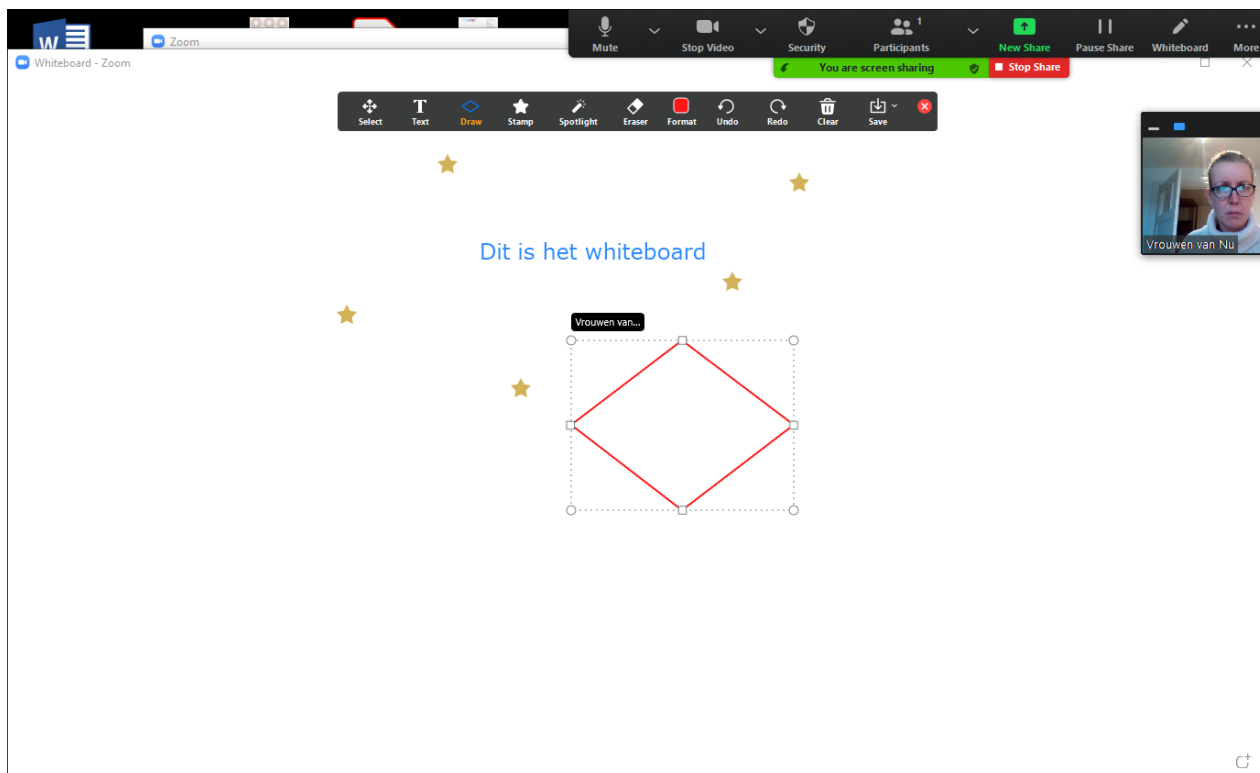 W
Zoom
Mute
Stop Video
Security
1
Participants
New Share
Pause Share
Whiteboard
More
Whiteboard - Zoom
You are screen sharing
Stop Share
Select
Text
Draw
Stamp
Spotlight
Eraser
Format
Undo
Redo
Clear
Save
Vrouwen van Nu
Dit is het whiteboard
Vrouwen van...